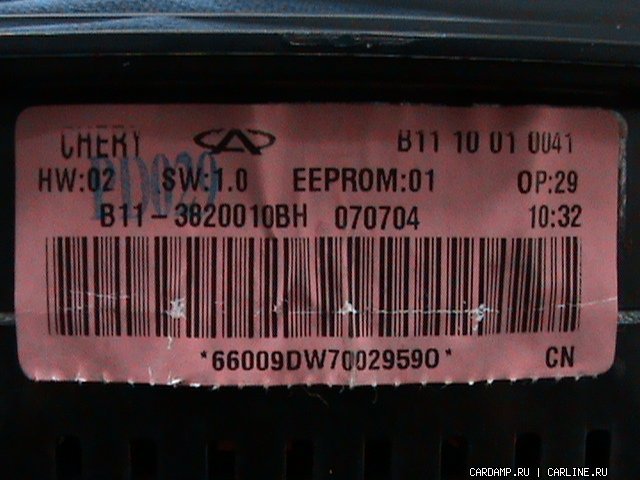 CHERY B11 10 01 0041
PD029
HW:02 SW:1.0 EEPROM:01 OP:29
B11-3820010BH 070704 10:32
*66009DW70029590* CN
CARDAMP.RU | CARLINE.RU